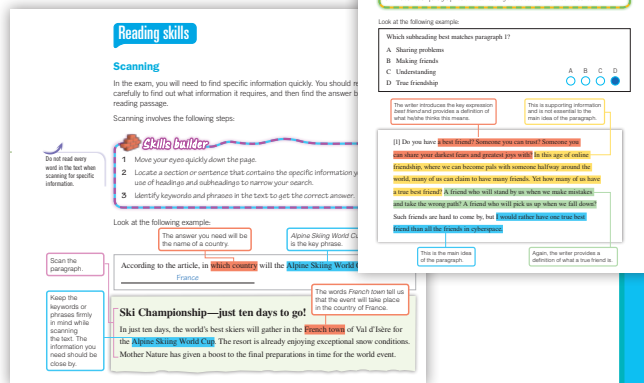 Reading skills
Scanning
In the exam, you will need to find specific information quickly. You should
carefully to find out what information it requires, and then find the answer
reading passage.
Scanning involves the following steps:
Skills builder
1 Move your eyes quickly down the page.
2 Locate a section or sentence that contains the specific information
use of headings and subheadings to narrow your search.
3 Identify keywords and phrases in the text to get the correct answer.
Do not read every
word in the text when
scanning for specific
information.
Look at the following example:
The answer you need will be
the name of a country.
Alpine Skiing World
is the key phrase.
Scan the
paragraph.
According to the article, in which country will the Alpine Skiing World
France
Keep the
keywords or
phrases firmly
in mind while
scanning
the text. The
information you
need should be
close by.
The words French town tell us
that the event will take place
in the country of France.
Ski Championship—just ten days to go!
In just ten days, the world's best skiers will gather in the French town of Val d'Isère for
the Alpine Skiing World Cup. The resort is already enjoying exceptional snow conditions.
Mother Nature has given a boost to the final preparations in time for the world event.
Look at the following example:
Which subheading best matches paragraph 1?
A Sharing problems
B Making friends
C Understanding
D True friendship
A B C D
The writer introduces the key expression
best friend and provides a definition of
what he/she thinks this means.
This is supporting information
and is not essential to the
main idea of the paragraph.
[1] Do you have a best friend? Someone you can trust? Someone you
can share your darkest fears and greatest joys with? In this age of online
friendship, where we can become pals with someone halfway around the
world, many of us can claim to have many friends. Yet how many of us have
a true best friend? A friend who will stand by us when we make mistakes
and take the wrong path? A friend who will pick us up when we fall down?
Such friends are hard to come by, but I would rather have one true best
friend than all the friends in cyberspace.
This is the main idea
of the paragraph.
Again, the writer provides a
definition of what a true friend is.